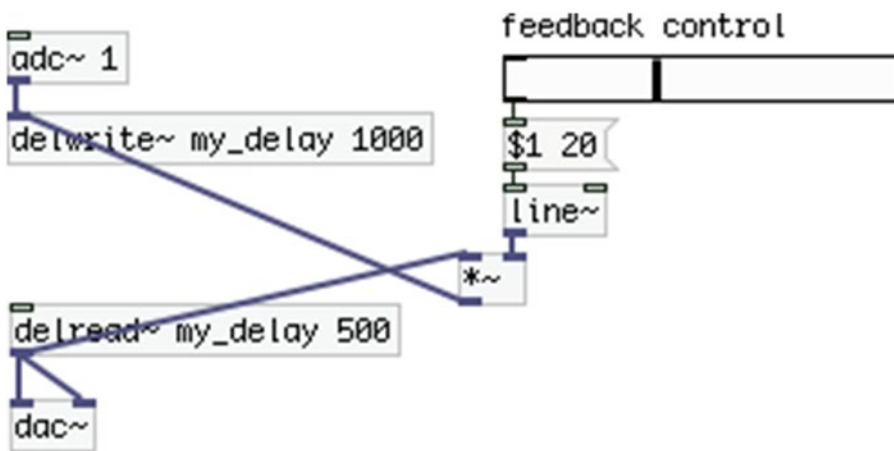 feedback control
adc~ 1
delwrite~ my_delay 1000
$1 20
line~
*~
delread~ my_delay 500
dac~